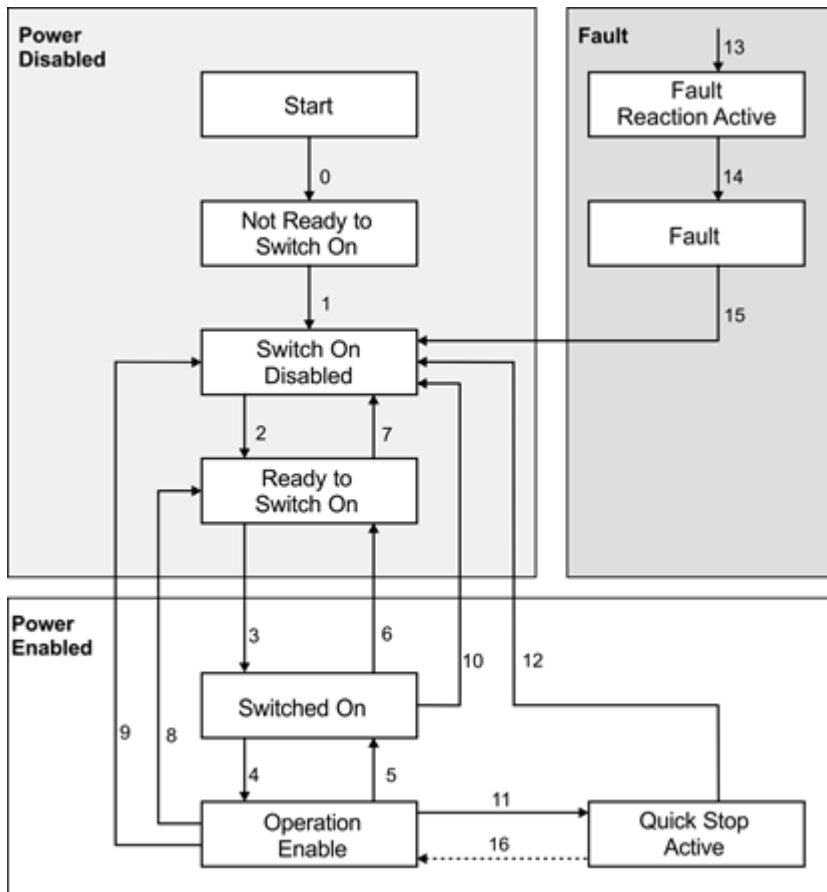 Power
Disabled
Start
0
Not Ready to
Switch On
1
Switch On
Disabled
2
7
Ready to
Switch On
Fault
13
Fault
Reaction Active
14
Fault
15
Power
Enabled
3
6
10
12
Switched On
9
8
4
5
11
Operation
Enable
16
Quick Stop
Active